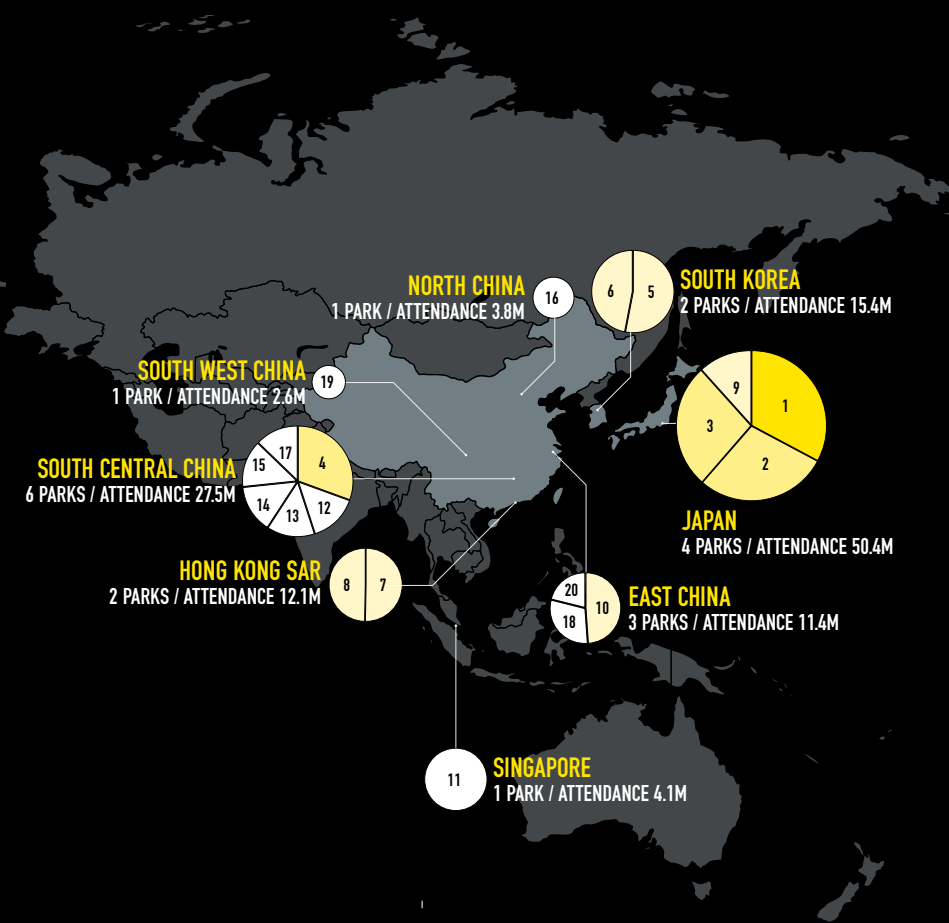 NORTH CHINA
1 PARK / ATTENDANCE 3.8M
16
6
5
SOUTH KOREA
2 PARKS / ATTENDANCE 15.4M
SOUTH WEST CHINA
1 PARK / ATTENDANCE 2.6M
19
9
1
3
2
JAPAN
4 PARKS / ATTENDANCE 50.4M
SOUTH CENTRAL CHINA
6 PARKS / ATTENDANCE 27.5M
17
4
15
14
13
12
HONG KONG SAR
2 PARKS / ATTENDANCE 12.1M
8
7
20
10
18
EAST CHINA
3 PARKS / ATTENDANCE 11.4M
11
SINGAPORE
1 PARK / ATTENDANCE 4.1M